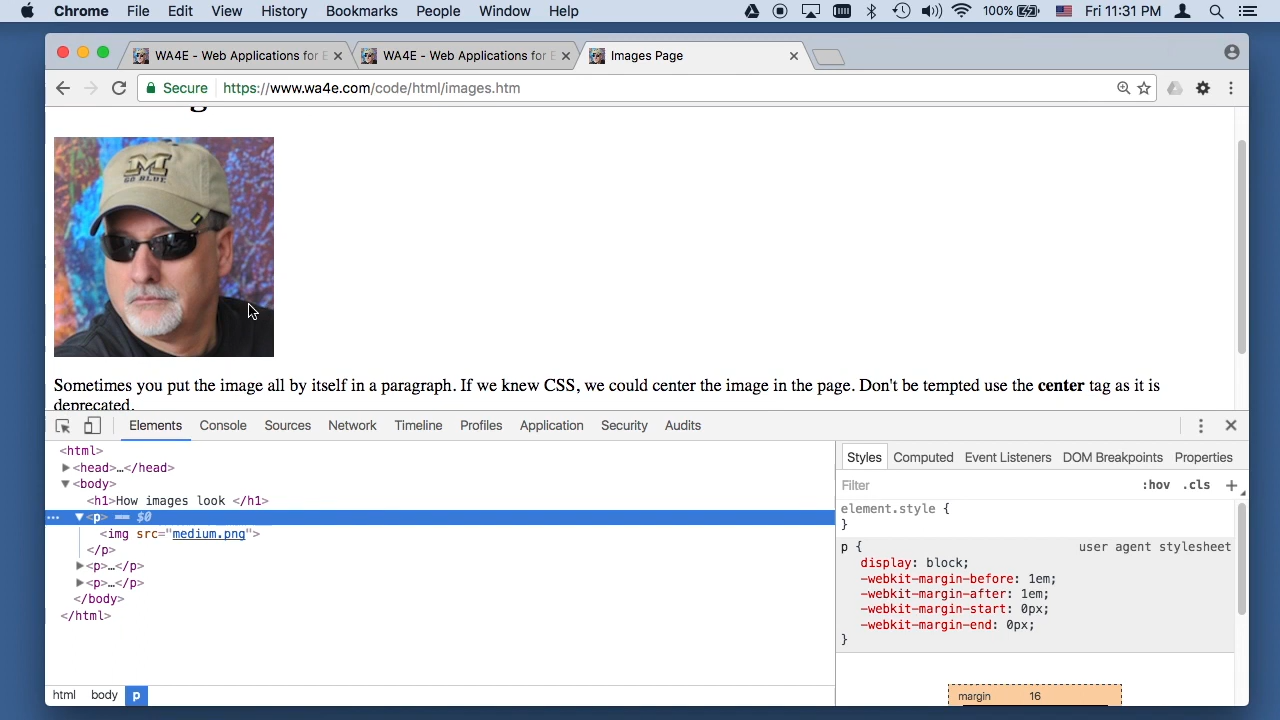 Chrome File Edit View History Bookmarks People Window Help 100% Fri 11:31 PM
WA4E - Web Applications for E
WA4E - Web Applications for E
Images Page
Secure https://www.wa4e.com/code/html/images.htm
M
GO BLUE
Sometimes you put the image all by itself in a paragraph. If we knew CSS, we could center the image in the page. Don't be tempted use the center tag as it is
deprecated.
Elements Console Sources Network Timeline Profiles Application Security Audits
<html>
<head>…</head>
<body>
<h1>How images look </h1>
<p> == $0
<img src="medium.png">
</p>
<p>…</p>
<p>…</p>
</body>
</html>
html body p
Styles Computed Event Listeners DOM Breakpoints Properties
Filter :hov .cls +
element.style {
}
p { user agent stylesheet
display: block;
-webkit-margin-before: 1em;
-webkit-margin-after: 1em;
-webkit-margin-start: 0px;
-webkit-margin-end: 0px;
}
margin 16